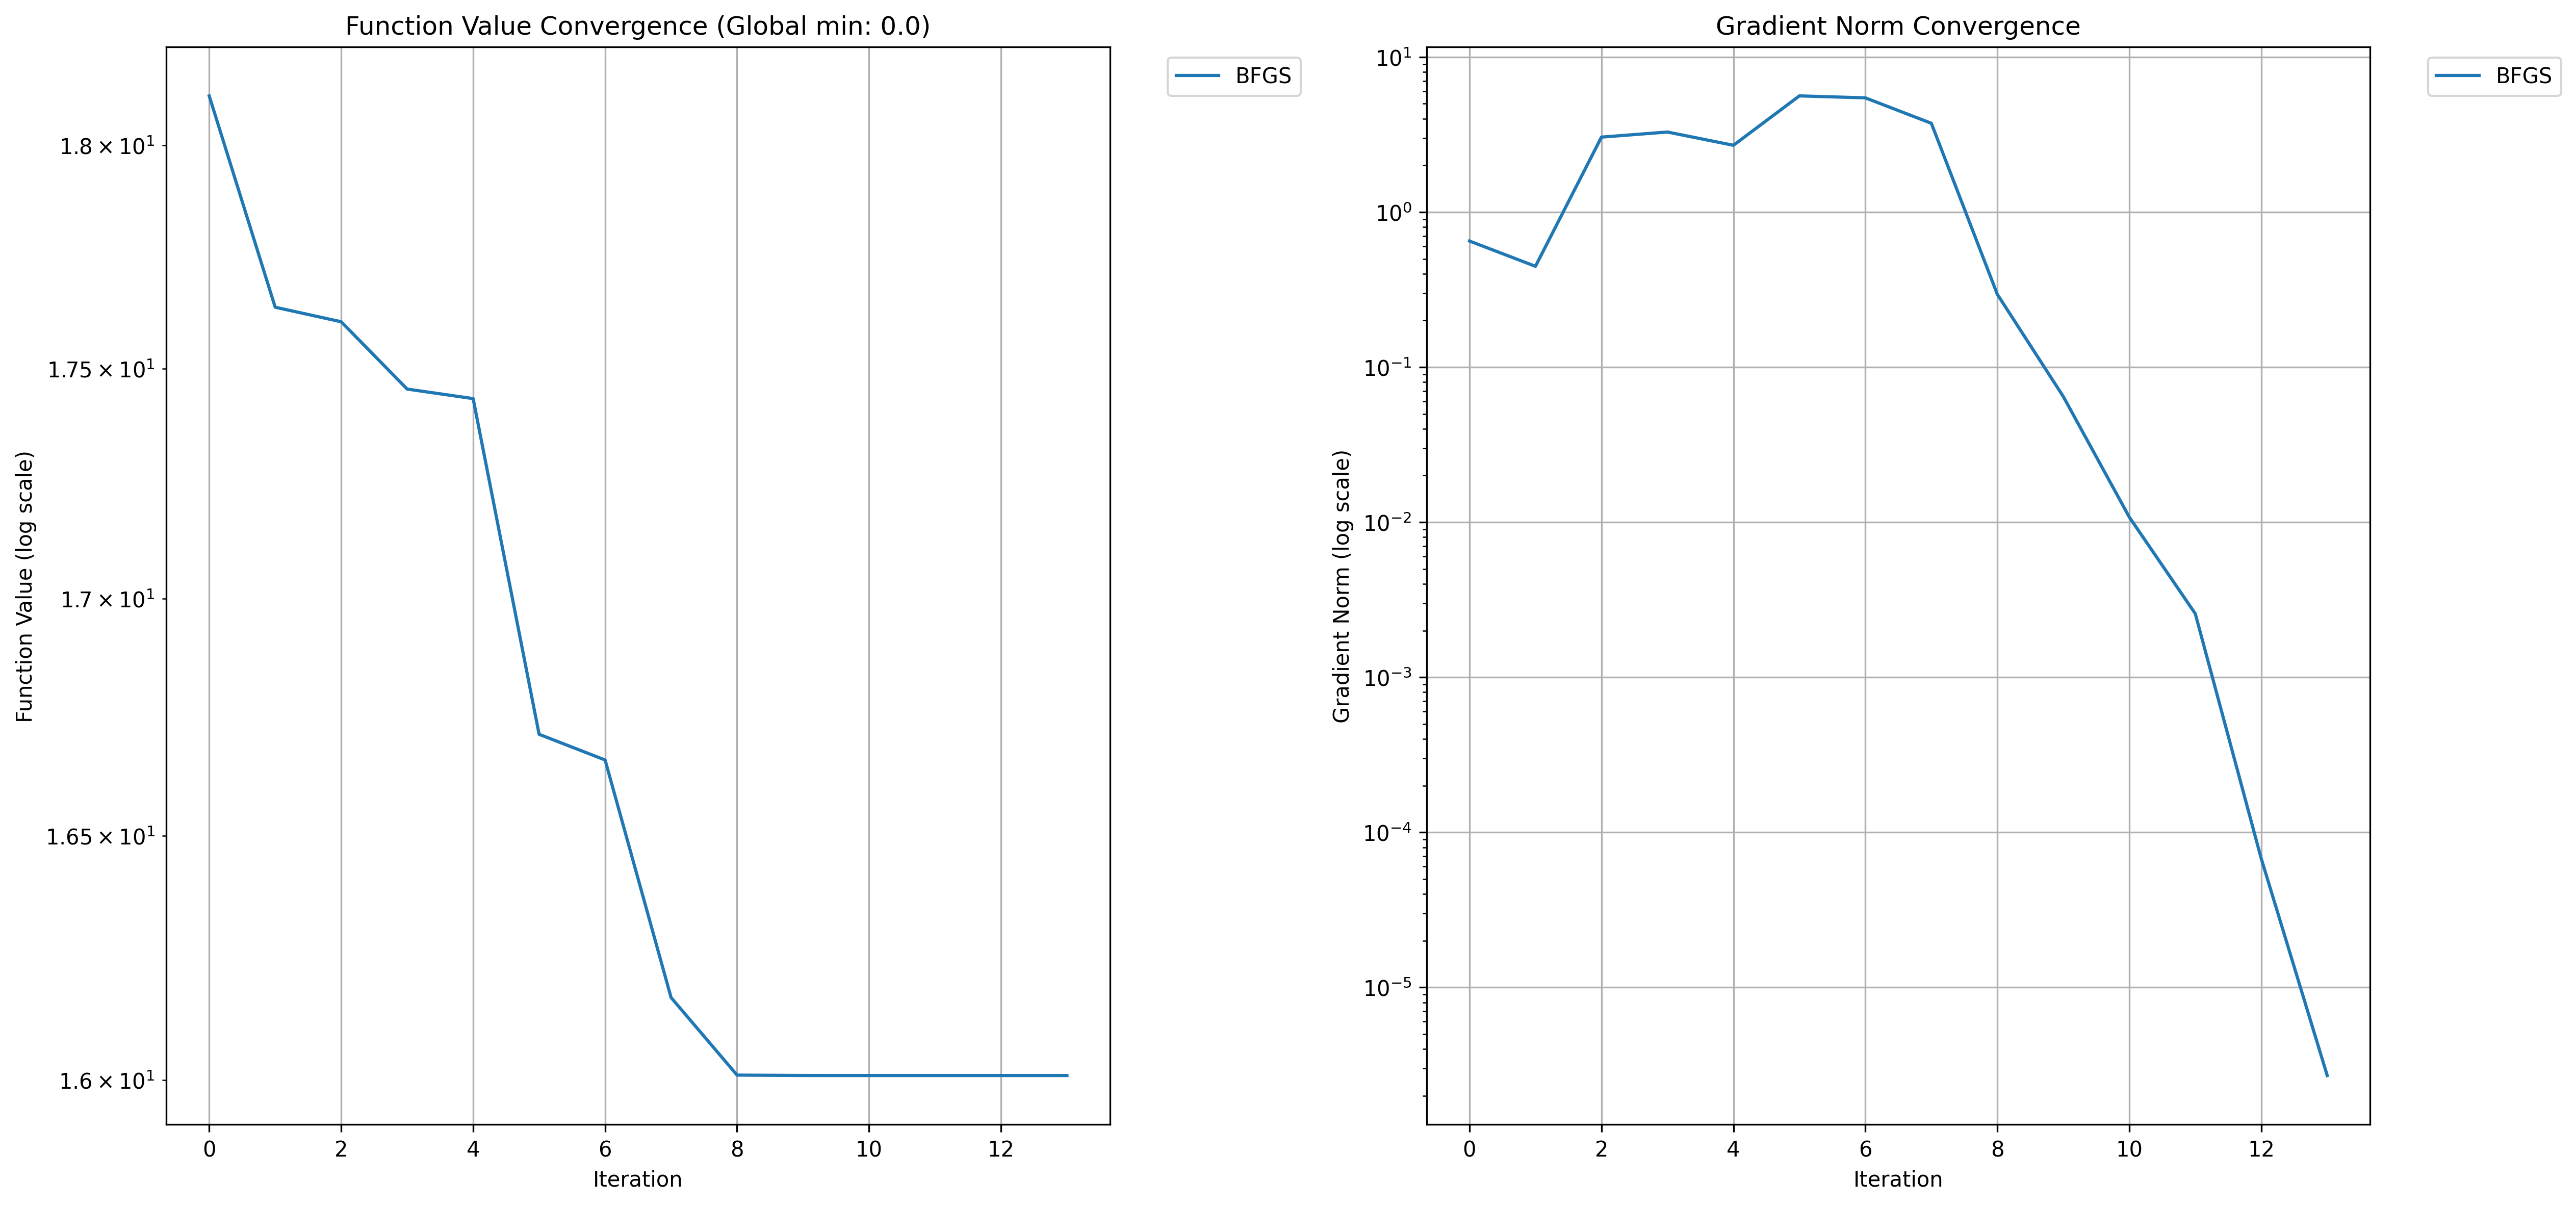 Function Value Convergence (Global min: 0.0)
BFGS
1.8 × 10¹
1.75 × 10¹
1.7 × 10¹
1.65 × 10¹
1.6 × 10¹
Function Value (log scale)
0 2 4 6 8 10 12
Iteration
Gradient Norm Convergence
BFGS
10¹
10⁰
10⁻¹
10⁻²
10⁻³
10⁻⁴
10⁻⁵
Gradient Norm (log scale)
0 2 4 6 8 10 12
Iteration